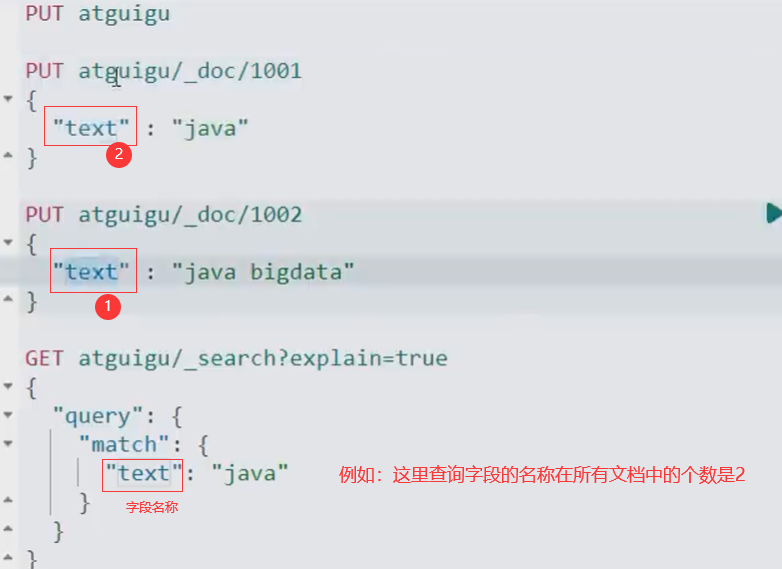 PUT atguigu
PUT atguigu/_doc/1001
{
"text" : "java"
2
}
PUT atguigu/_doc/1002
{
"text" : "java bigdata"
1
}
GET atguigu/_search?explain=true
{
"query": {
"match": {
"text": "java" 例如：这里查询字段的名称在所有文档中的个数是2
} 字段名称
}
}